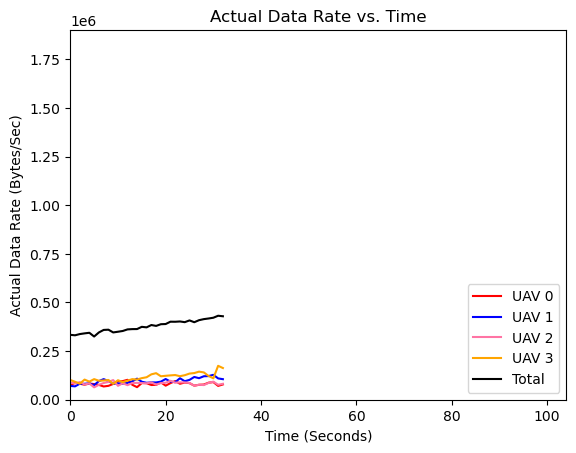 Actual Data Rate vs. Time
1e6
1.75
1.50
1.25
1.00
0.75
0.50
0.25
0.00
Actual Data Rate (Bytes/Sec)
0 20 40 60 80 100
Time (Seconds)
UAV 0
UAV 1
UAV 2
UAV 3
Total